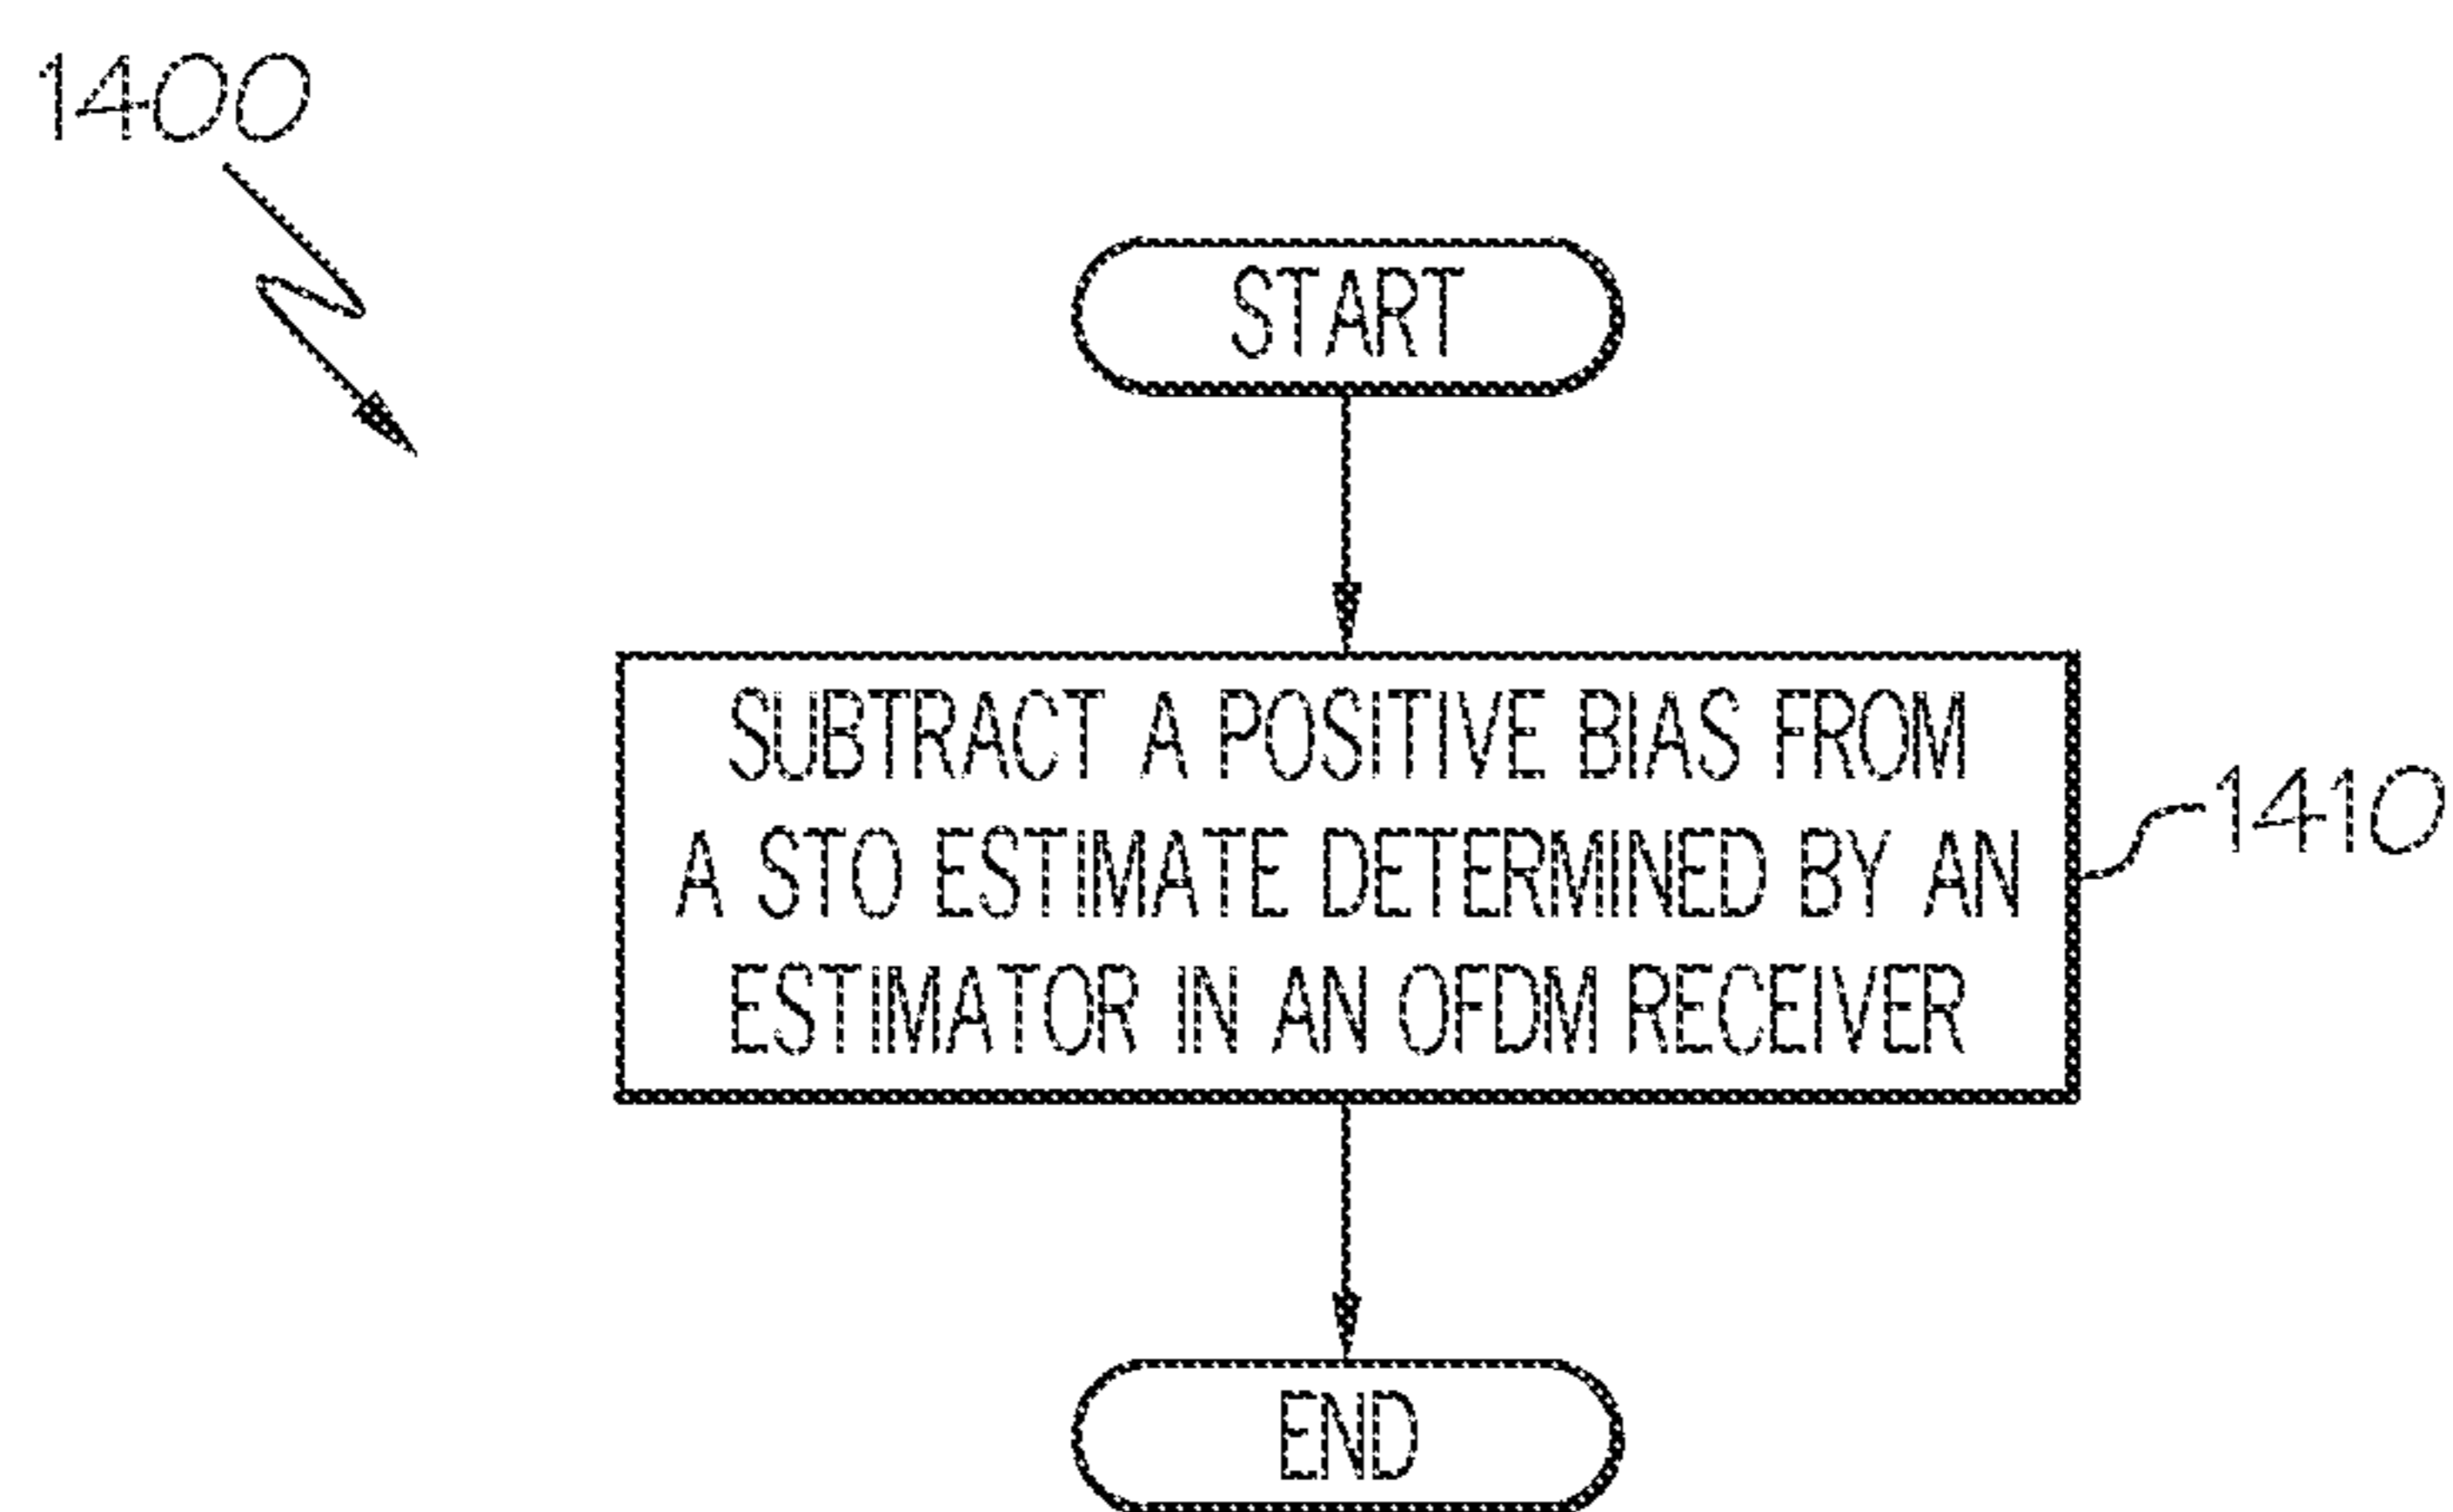 1400
START
SUBTRACT A POSITIVE BIAS FROM
A STO ESTIMATE DETERMINED BY AN
ESTIMATOR IN AN OFDM RECEIVER
1410
END